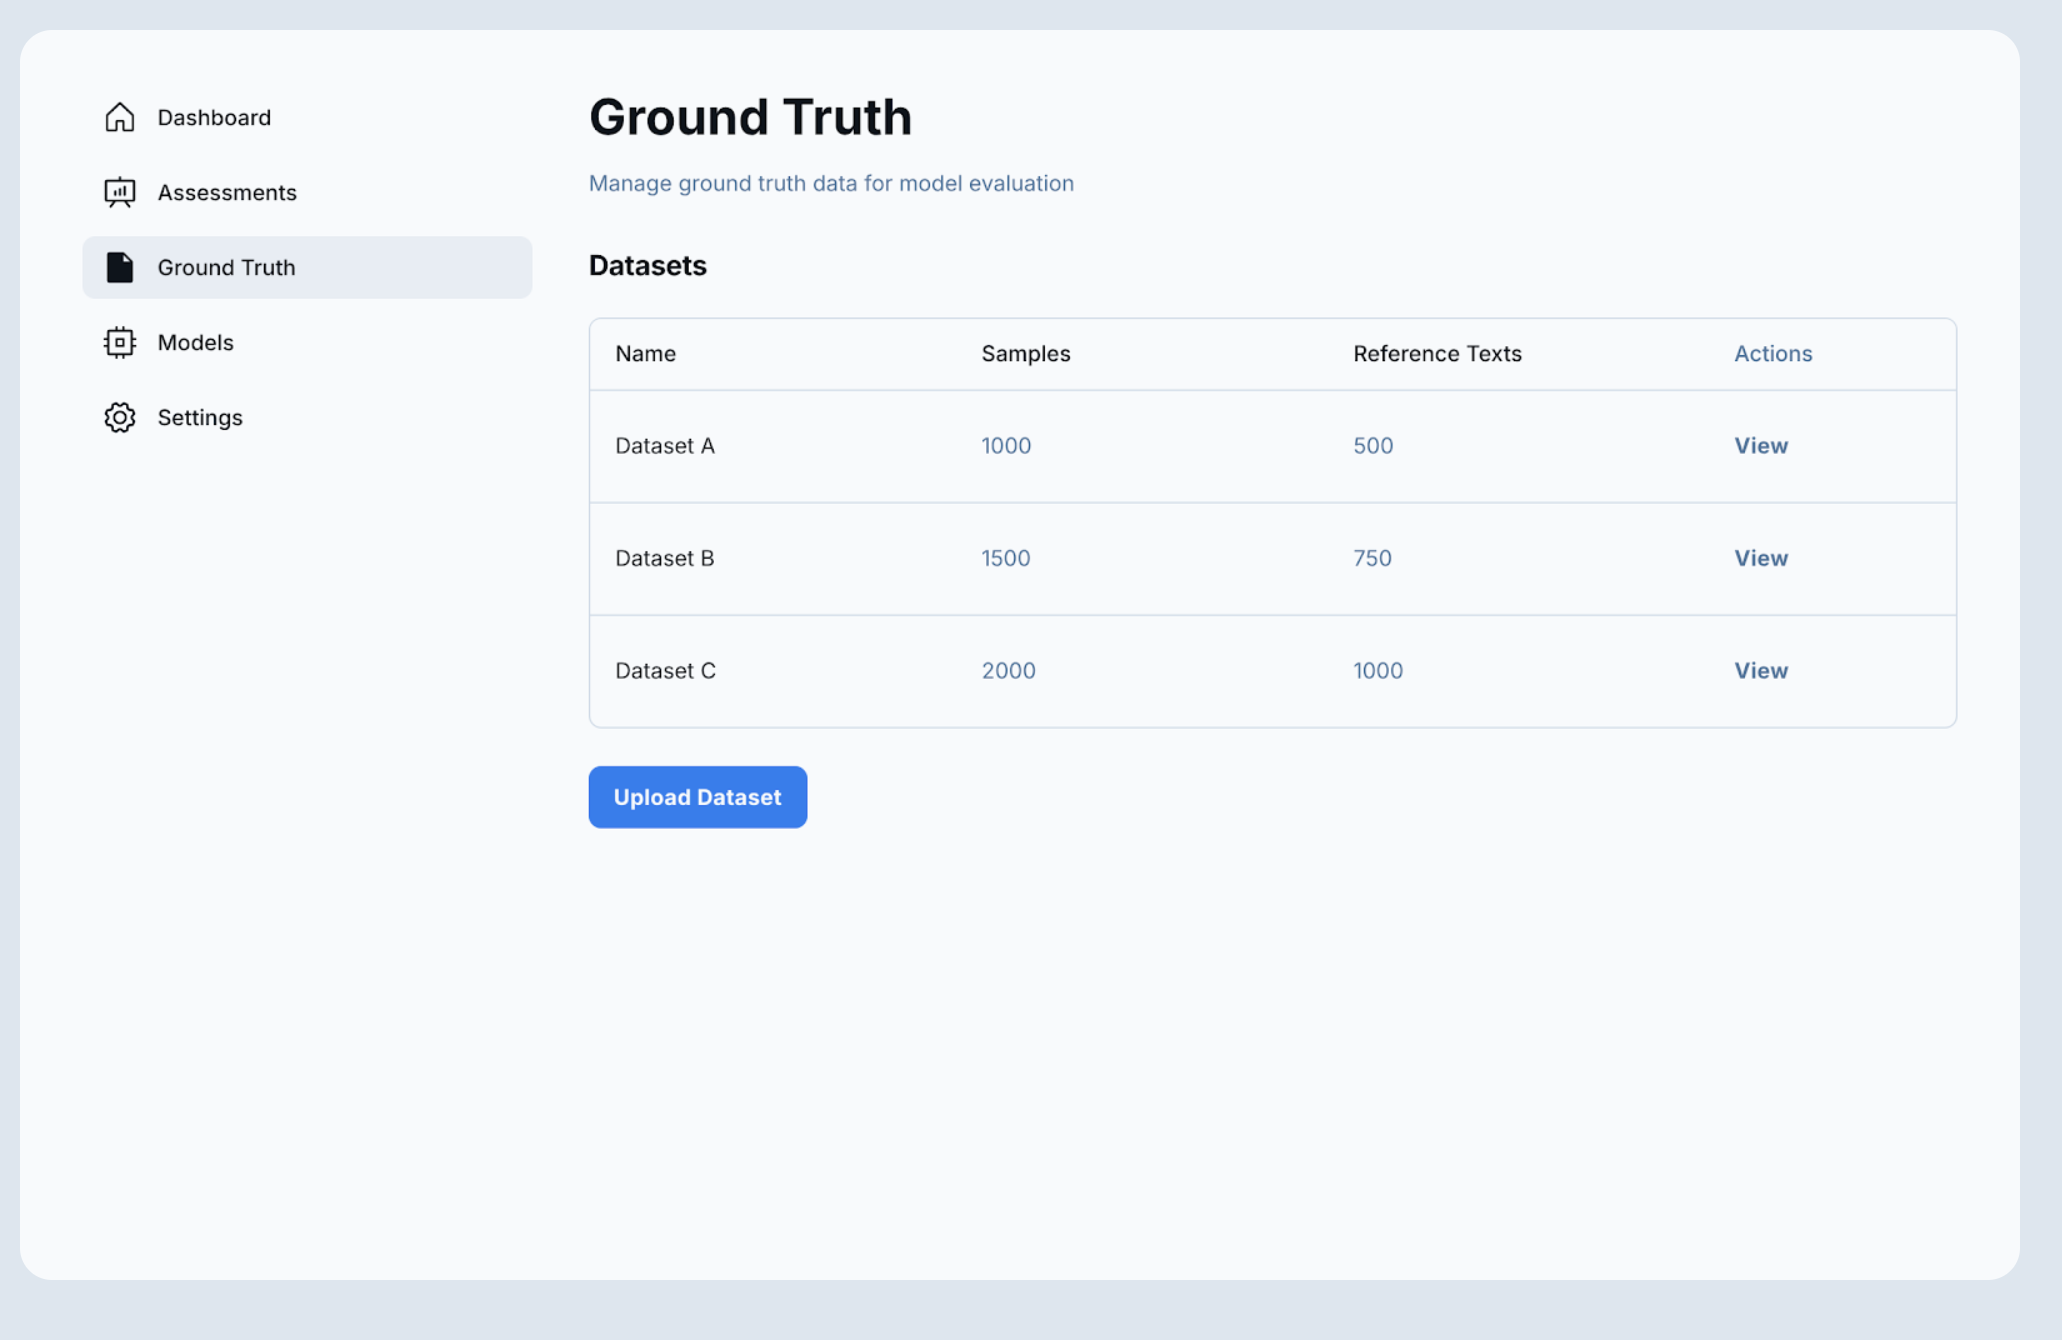 Dashboard
Assessments
Ground Truth
Models
Settings
Ground Truth
Manage ground truth data for model evaluation
Datasets
Name Samples Reference Texts Actions
Dataset A 1000 500 View
Dataset B 1500 750 View
Dataset C 2000 1000 View
Upload Dataset